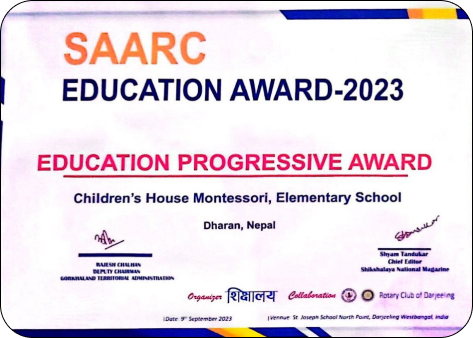 SAARC
EDUCATION AWARD-2023
EDUCATION PROGRESSIVE AWARD
Children's House Montessori, Elementary School
Dharan, Nepal
RAJESH CHAUHAN
DEPUTY CHAIRMAN
GORKHALAND TERRITORIAL ADMINISTRATION
Shyam Tandukar
Chief Editor
Shikshalaya National Magazine
Organizer शिक्षालय Collaboration Rotary Club of Darjeeling
Date 9th September 2023
Vennue: St. Joseph School North Point, Darjeeling Westbangal, India